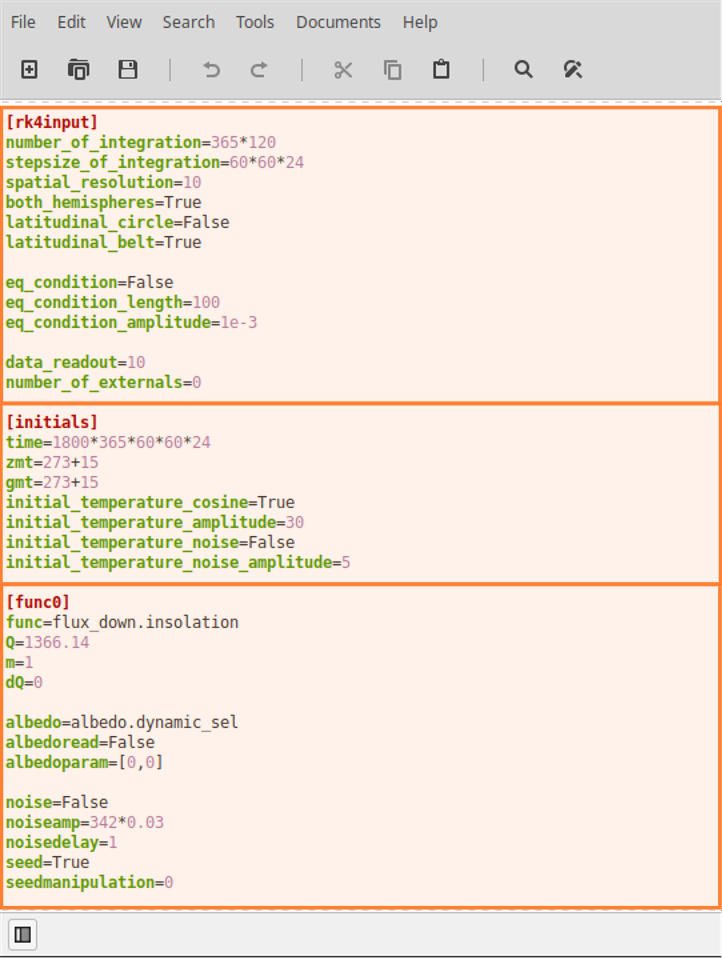 File Edit View Search Tools Documents Help
[rk4input]
number_of_integration=365*120
stepsize_of_integration=60*60*24
spatial_resolution=10
both_hemispheres=True
latitudinal_circle=False
latitudinal_belt=True
eq_condition=False
eq_condition_length=100
eq_condition_amplitude=1e-3
data_readout=10
number_of_externals=0
[initials]
time=1800*365*60*60*24
zmt=273+15
gmt=273+15
initial_temperature_cosine=True
initial_temperature_amplitude=30
initial_temperature_noise=False
initial_temperature_noise_amplitude=5
[func0]
func=flux_down.insolation
Q=1366.14
m=1
dQ=0
albedo=albedo.dynamic_sel
albedoread=False
albedoparam=[0,0]
noise=False
noiseamp=342*0.03
noisedelay=1
seed=True
seedmanipulation=0